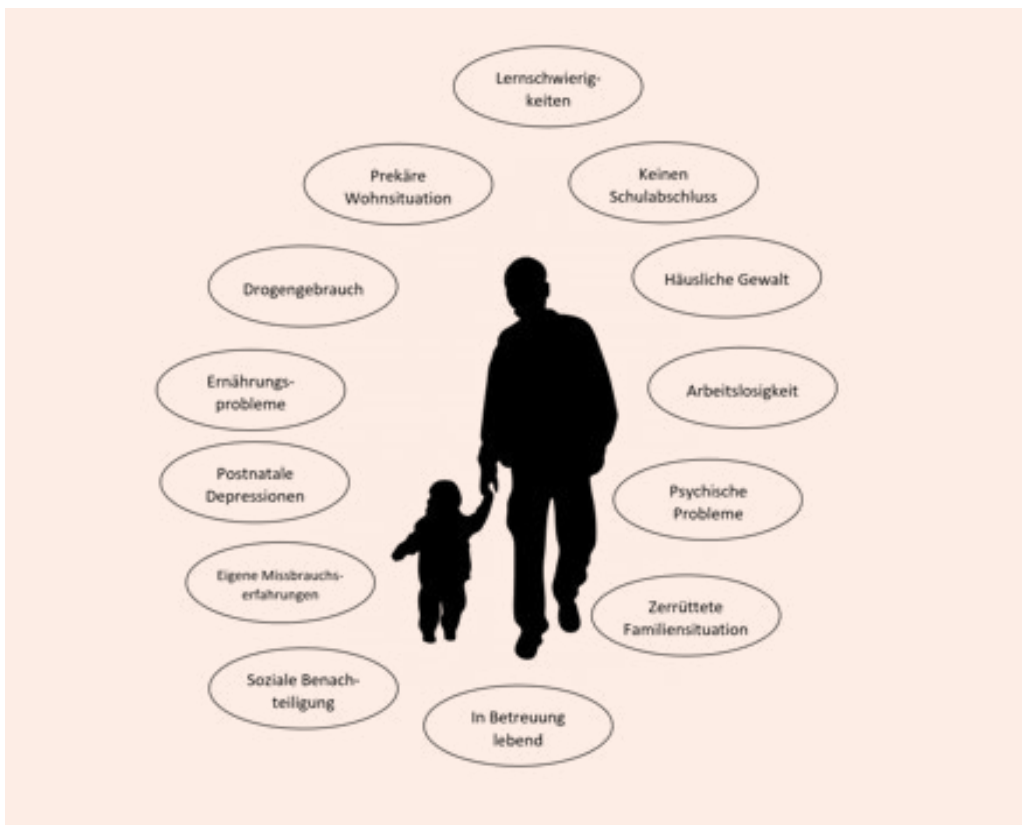 Lernschwierig-
keiten
Prekäre
Wohnsituation
Keinen
Schulabschluss
Drogengebrauch
Häusliche Gewalt
Ernährungs-
probleme
Arbeitslosigkeit
Postnatale
Depressionen
Psychische
Probleme
Eigene Missbrauchs-
erfahrungen
Zerrüttete
Familiensituation
Soziale Benach-
teiligung
In Betreuung
lebend